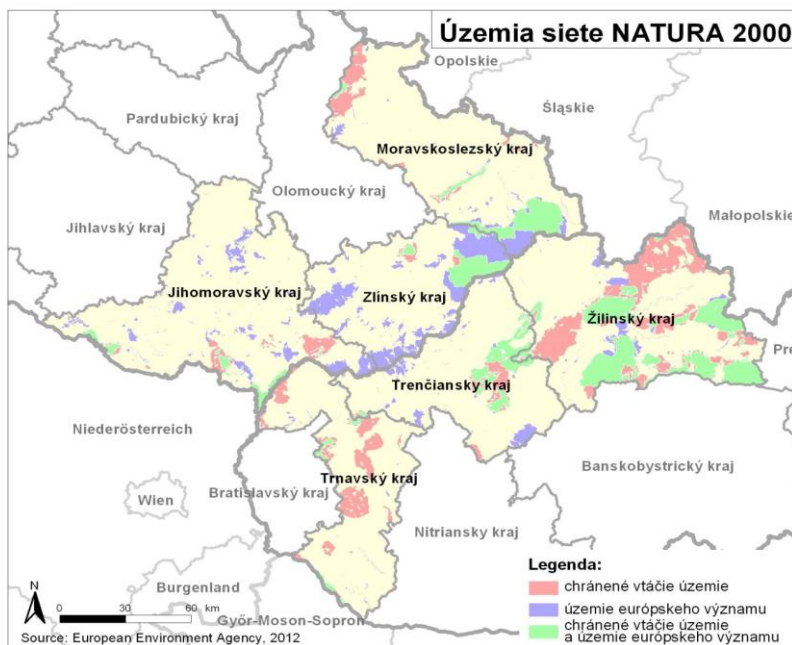 Územia siete NATURA 2000
Opolskie
Śląskie
Pardubický kraj
Moravskoslezský kraj
Olomoucký kraj
Małopolskie
Jihlavský kraj
Jihomoravský kraj
Zlínský kraj
Žilinský kraj
Pre
Trenčiansky kraj
Niederösterreich
Banskobystrický kraj
Trnavský kraj
Wien
Bratislavský kraj
Nitriansky kraj
Burgenland
Győr-Moson-Sopron
N
0 30 60 km
Source: European Environment Agency, 2012
Legenda:
chránené vtáčie územie
územie európskeho významu
chránené vtáčie územie
a územie európskeho významu